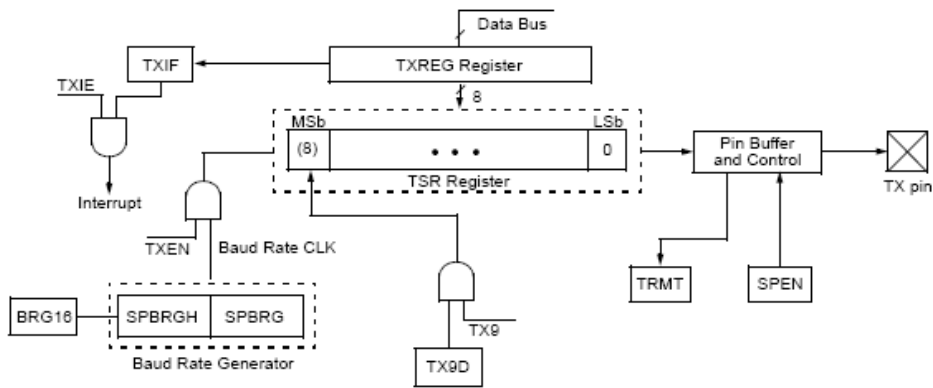 Data Bus
TXIF
TXREG Register
TXIE
8
MSb
LSb
(8)
• • •
0
Pin Buffer
and Control
TSR Register
TX pin
Interrupt
TXEN
Baud Rate CLK
TRMT
SPEN
BRG16
SPBRGH
SPBRG
TX9
Baud Rate Generator
TX9D